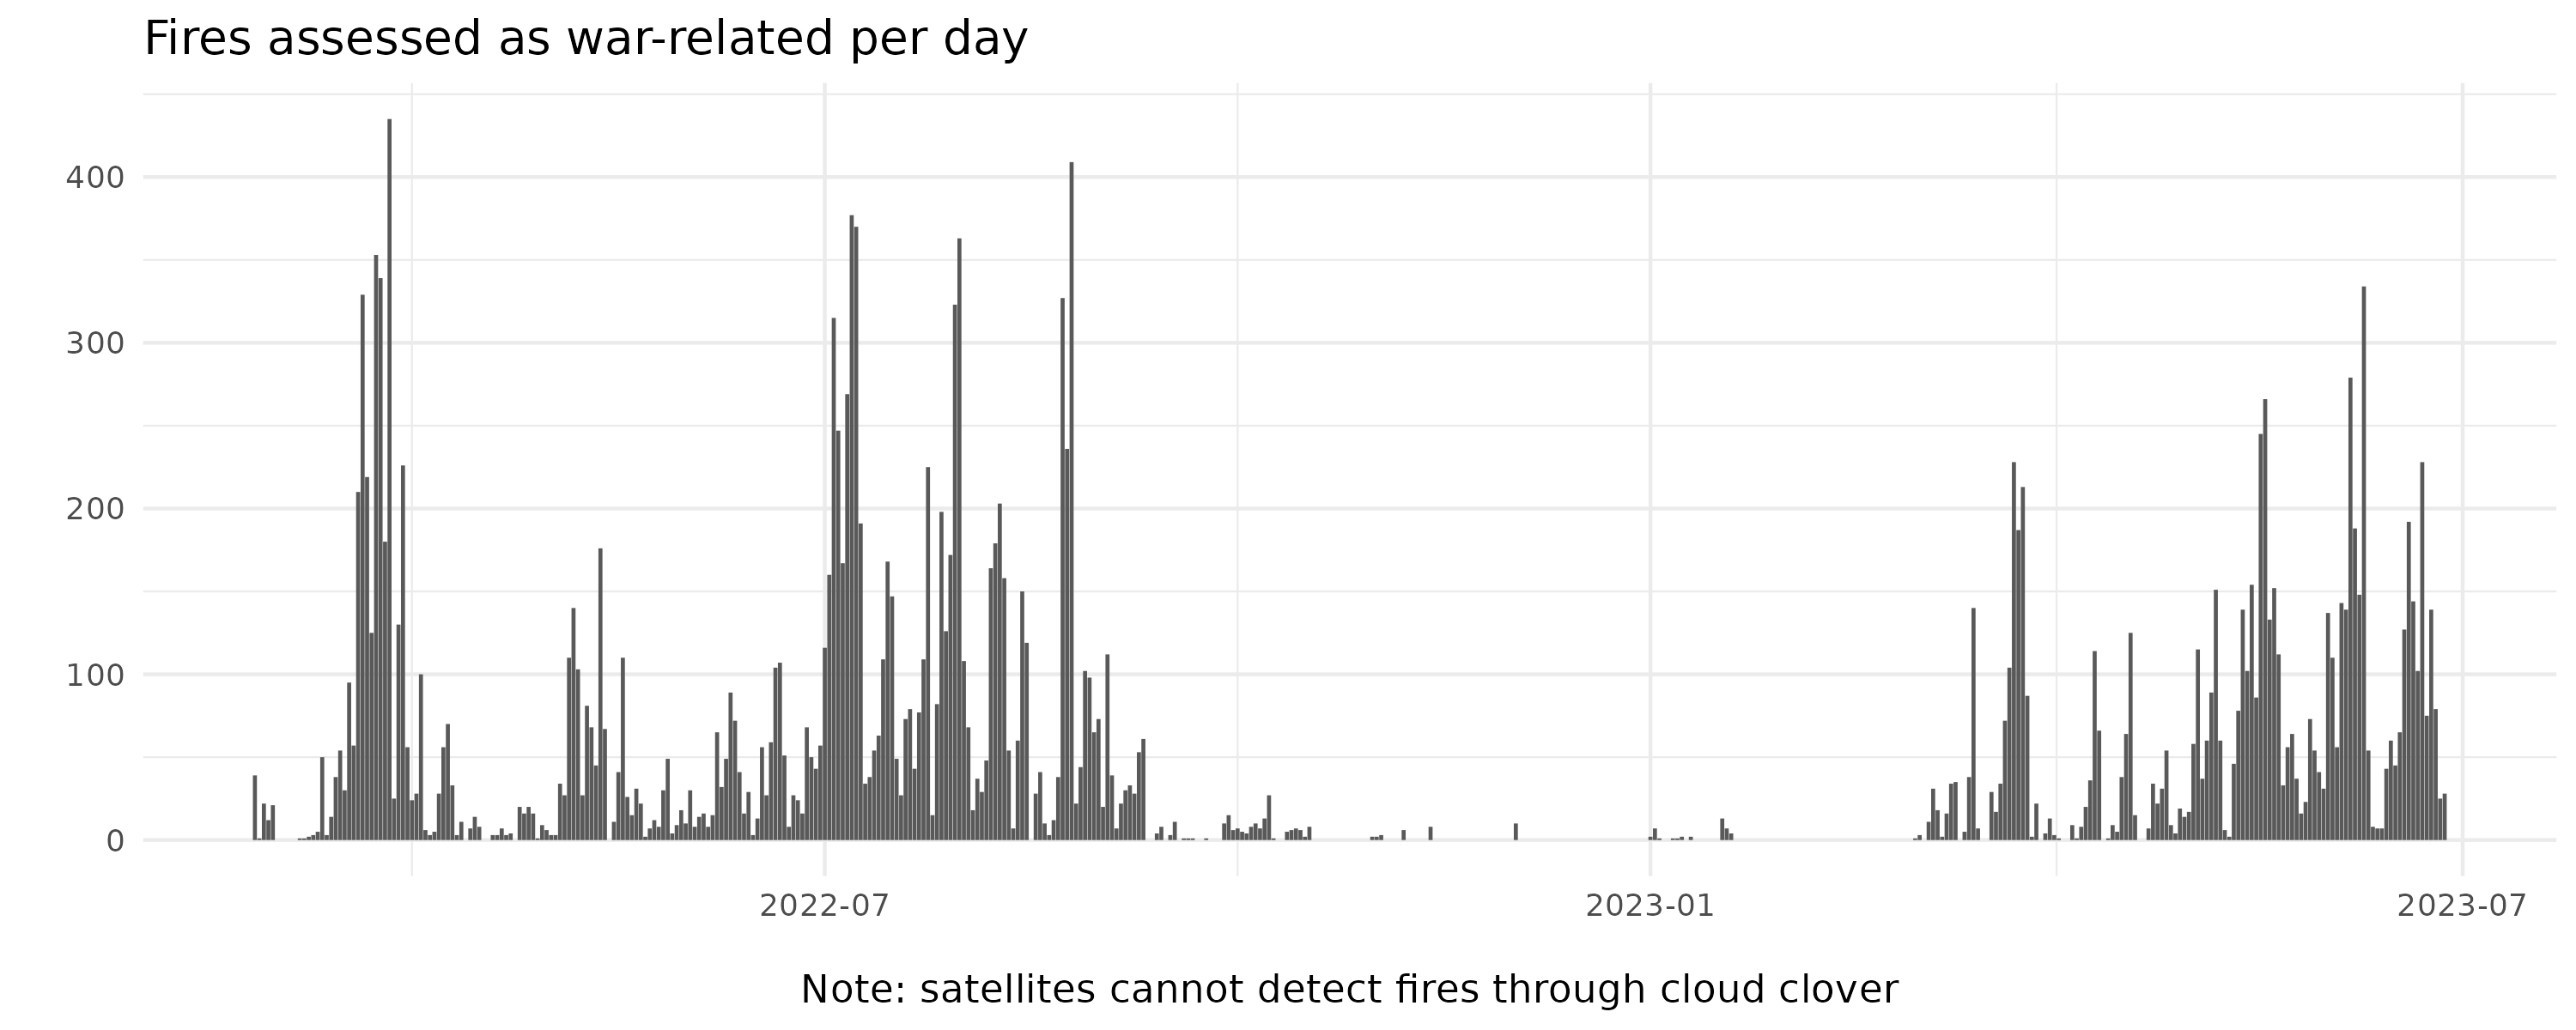 Fires assessed as war-related per day
400
300
200
100
0
2022-07 2023-01 2023-07
Note: satellites cannot detect fires through cloud clover